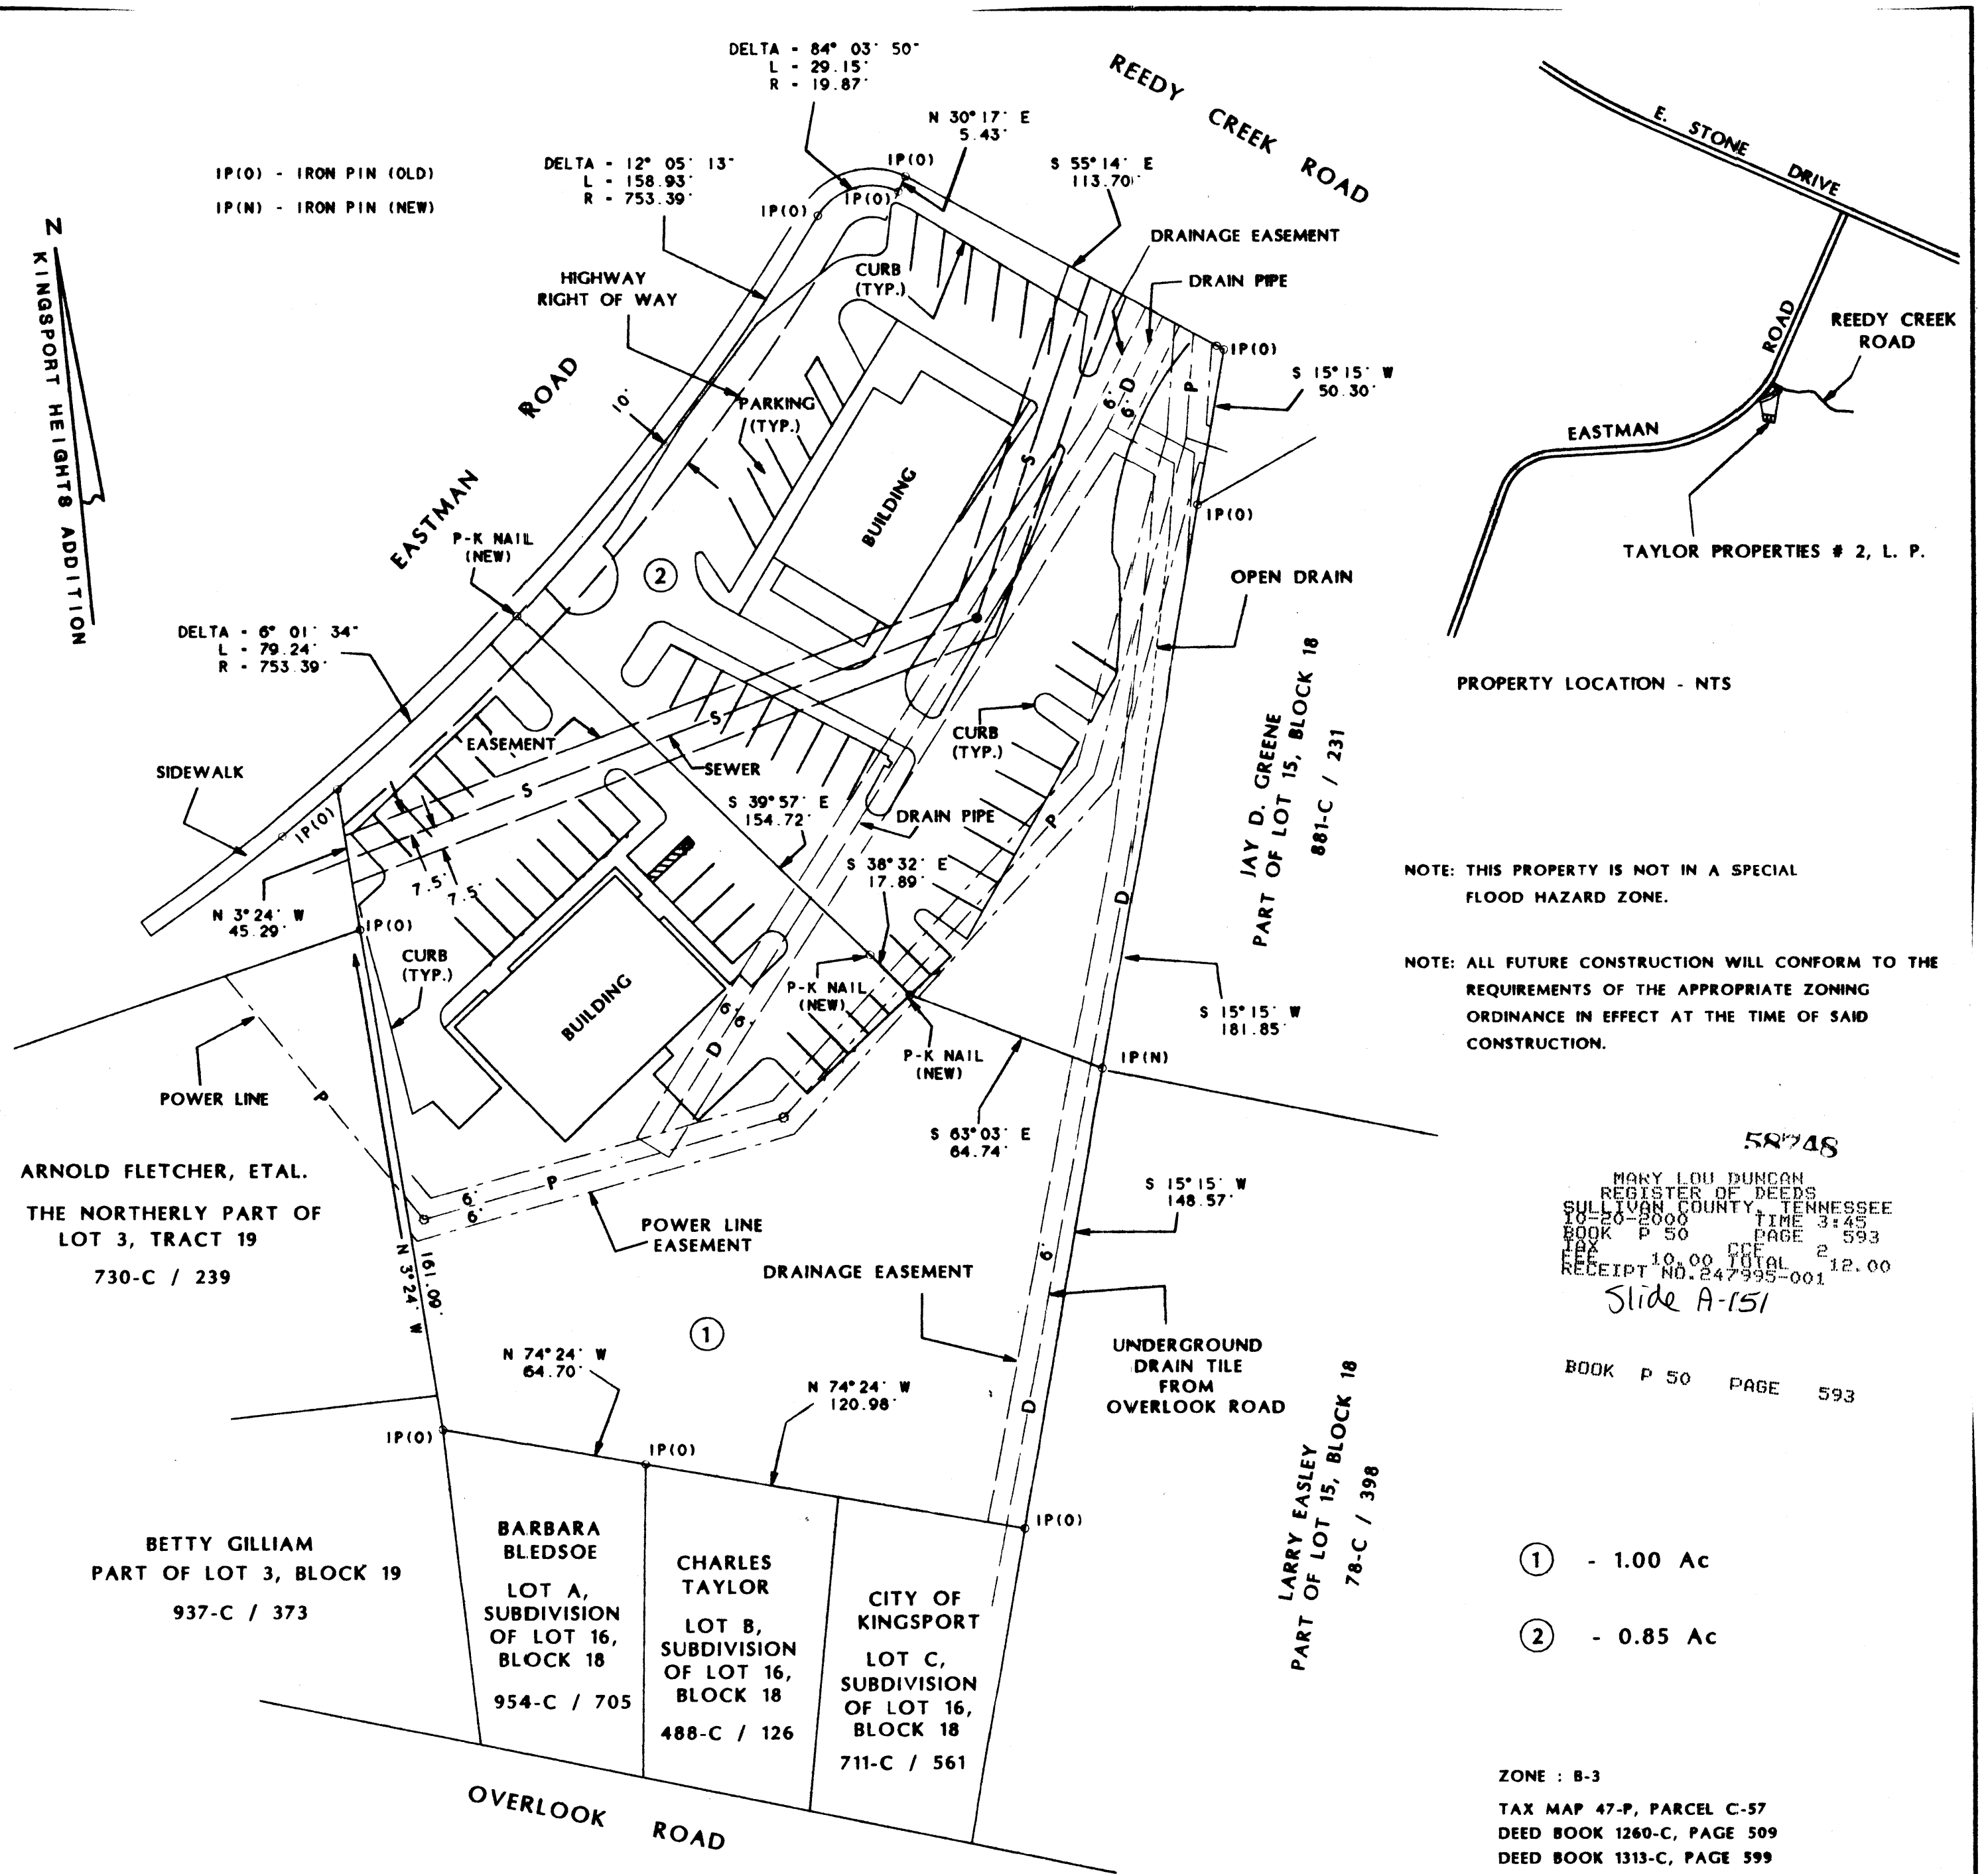 DELTA - 84° 03' 50"
L - 29.15'
R - 19.87'
REEDY CREEK ROAD
N 30° 17' E
5.43'
E. STONE DRIVE
IP(O) - IRON PIN (OLD)
IP(N) - IRON PIN (NEW)
DELTA - 12° 05' 13"
L - 158.93'
R - 753.39'
IP(O)
S 55° 14' E
113.70'
IP(O)
IP(O)
N
KINGSPORT HEIGHTS ADDITION
DRAINAGE EASEMENT
DRAIN PIPE
HIGHWAY
RIGHT OF WAY
CURB
(TYP.)
ROAD
REEDY CREEK
ROAD
IP(O)
S 15° 15' W
50.30'
EASTMAN ROAD
10'
PARKING
(TYP.)
6'
D
6'
P
S
EASTMAN
BUILDING
IP(O)
TAYLOR PROPERTIES # 2, L. P.
P-K NAIL
(NEW)
2
OPEN DRAIN
DELTA - 6° 01' 34"
L - 79.24'
R - 753.39'
PROPERTY LOCATION - NTS
JAY D. GREENE
PART OF LOT 15, BLOCK 18
881-C / 231
S
EASEMENT
SEWER
CURB
(TYP.)
SIDEWALK
S
IP(O)
S 39° 57' E
154.72'
DRAIN PIPE
P
7.5'
7.5'
S 38° 32' E
17.89'
D
NOTE: THIS PROPERTY IS NOT IN A SPECIAL
FLOOD HAZARD ZONE.
N 3° 24' W
45.29'
IP(O)
CURB
(TYP.)
NOTE: ALL FUTURE CONSTRUCTION WILL CONFORM TO THE
REQUIREMENTS OF THE APPROPRIATE ZONING
ORDINANCE IN EFFECT AT THE TIME OF SAID
CONSTRUCTION.
BUILDING
P-K NAIL
(NEW)
6'
6'
D
S 15° 15' W
181.85'
P-K NAIL
(NEW)
IP(N)
POWER LINE
P
S 63° 03' E
64.74'
58748
ARNOLD FLETCHER, ETAL.
THE NORTHERLY PART OF
LOT 3, TRACT 19
730-C / 239
P
6'
6'
S 15° 15' W
148.57'
MARY LOU DUNCAN
REGISTER OF DEEDS
SULLIVAN COUNTY, TENNESSEE
10-20-2000 TIME 3:45
BOOK P 50 PAGE 593
TAX CCF 2
FEE 10.00 TOTAL 12.00
RECEIPT NO.247995-001
Slide A-151
POWER LINE
EASEMENT
N 3° 24' W
161.09'
6'
DRAINAGE EASEMENT
1
UNDERGROUND
DRAIN TILE
FROM
OVERLOOK ROAD
N 74° 24' W
64.70'
N 74° 24' W
120.98'
D
BOOK P 50 PAGE 593
IP(O)
IP(O)
IP(O)
LARRY EASLEY
PART OF LOT 15, BLOCK 18
78-C / 398
BETTY GILLIAM
PART OF LOT 3, BLOCK 19
937-C / 373
BARBARA
BLEDSOE
LOT A,
SUBDIVISION
OF LOT 16,
BLOCK 18
954-C / 705
CHARLES
TAYLOR
LOT B,
SUBDIVISION
OF LOT 16,
BLOCK 18
488-C / 126
CITY OF
KINGSPORT
LOT C,
SUBDIVISION
OF LOT 16,
BLOCK 18
711-C / 561
1 - 1.00 Ac
2 - 0.85 Ac
OVERLOOK ROAD
ZONE : B-3
TAX MAP 47-P, PARCEL C-57
DEED BOOK 1260-C, PAGE 509
DEED BOOK 1313-C, PAGE 599